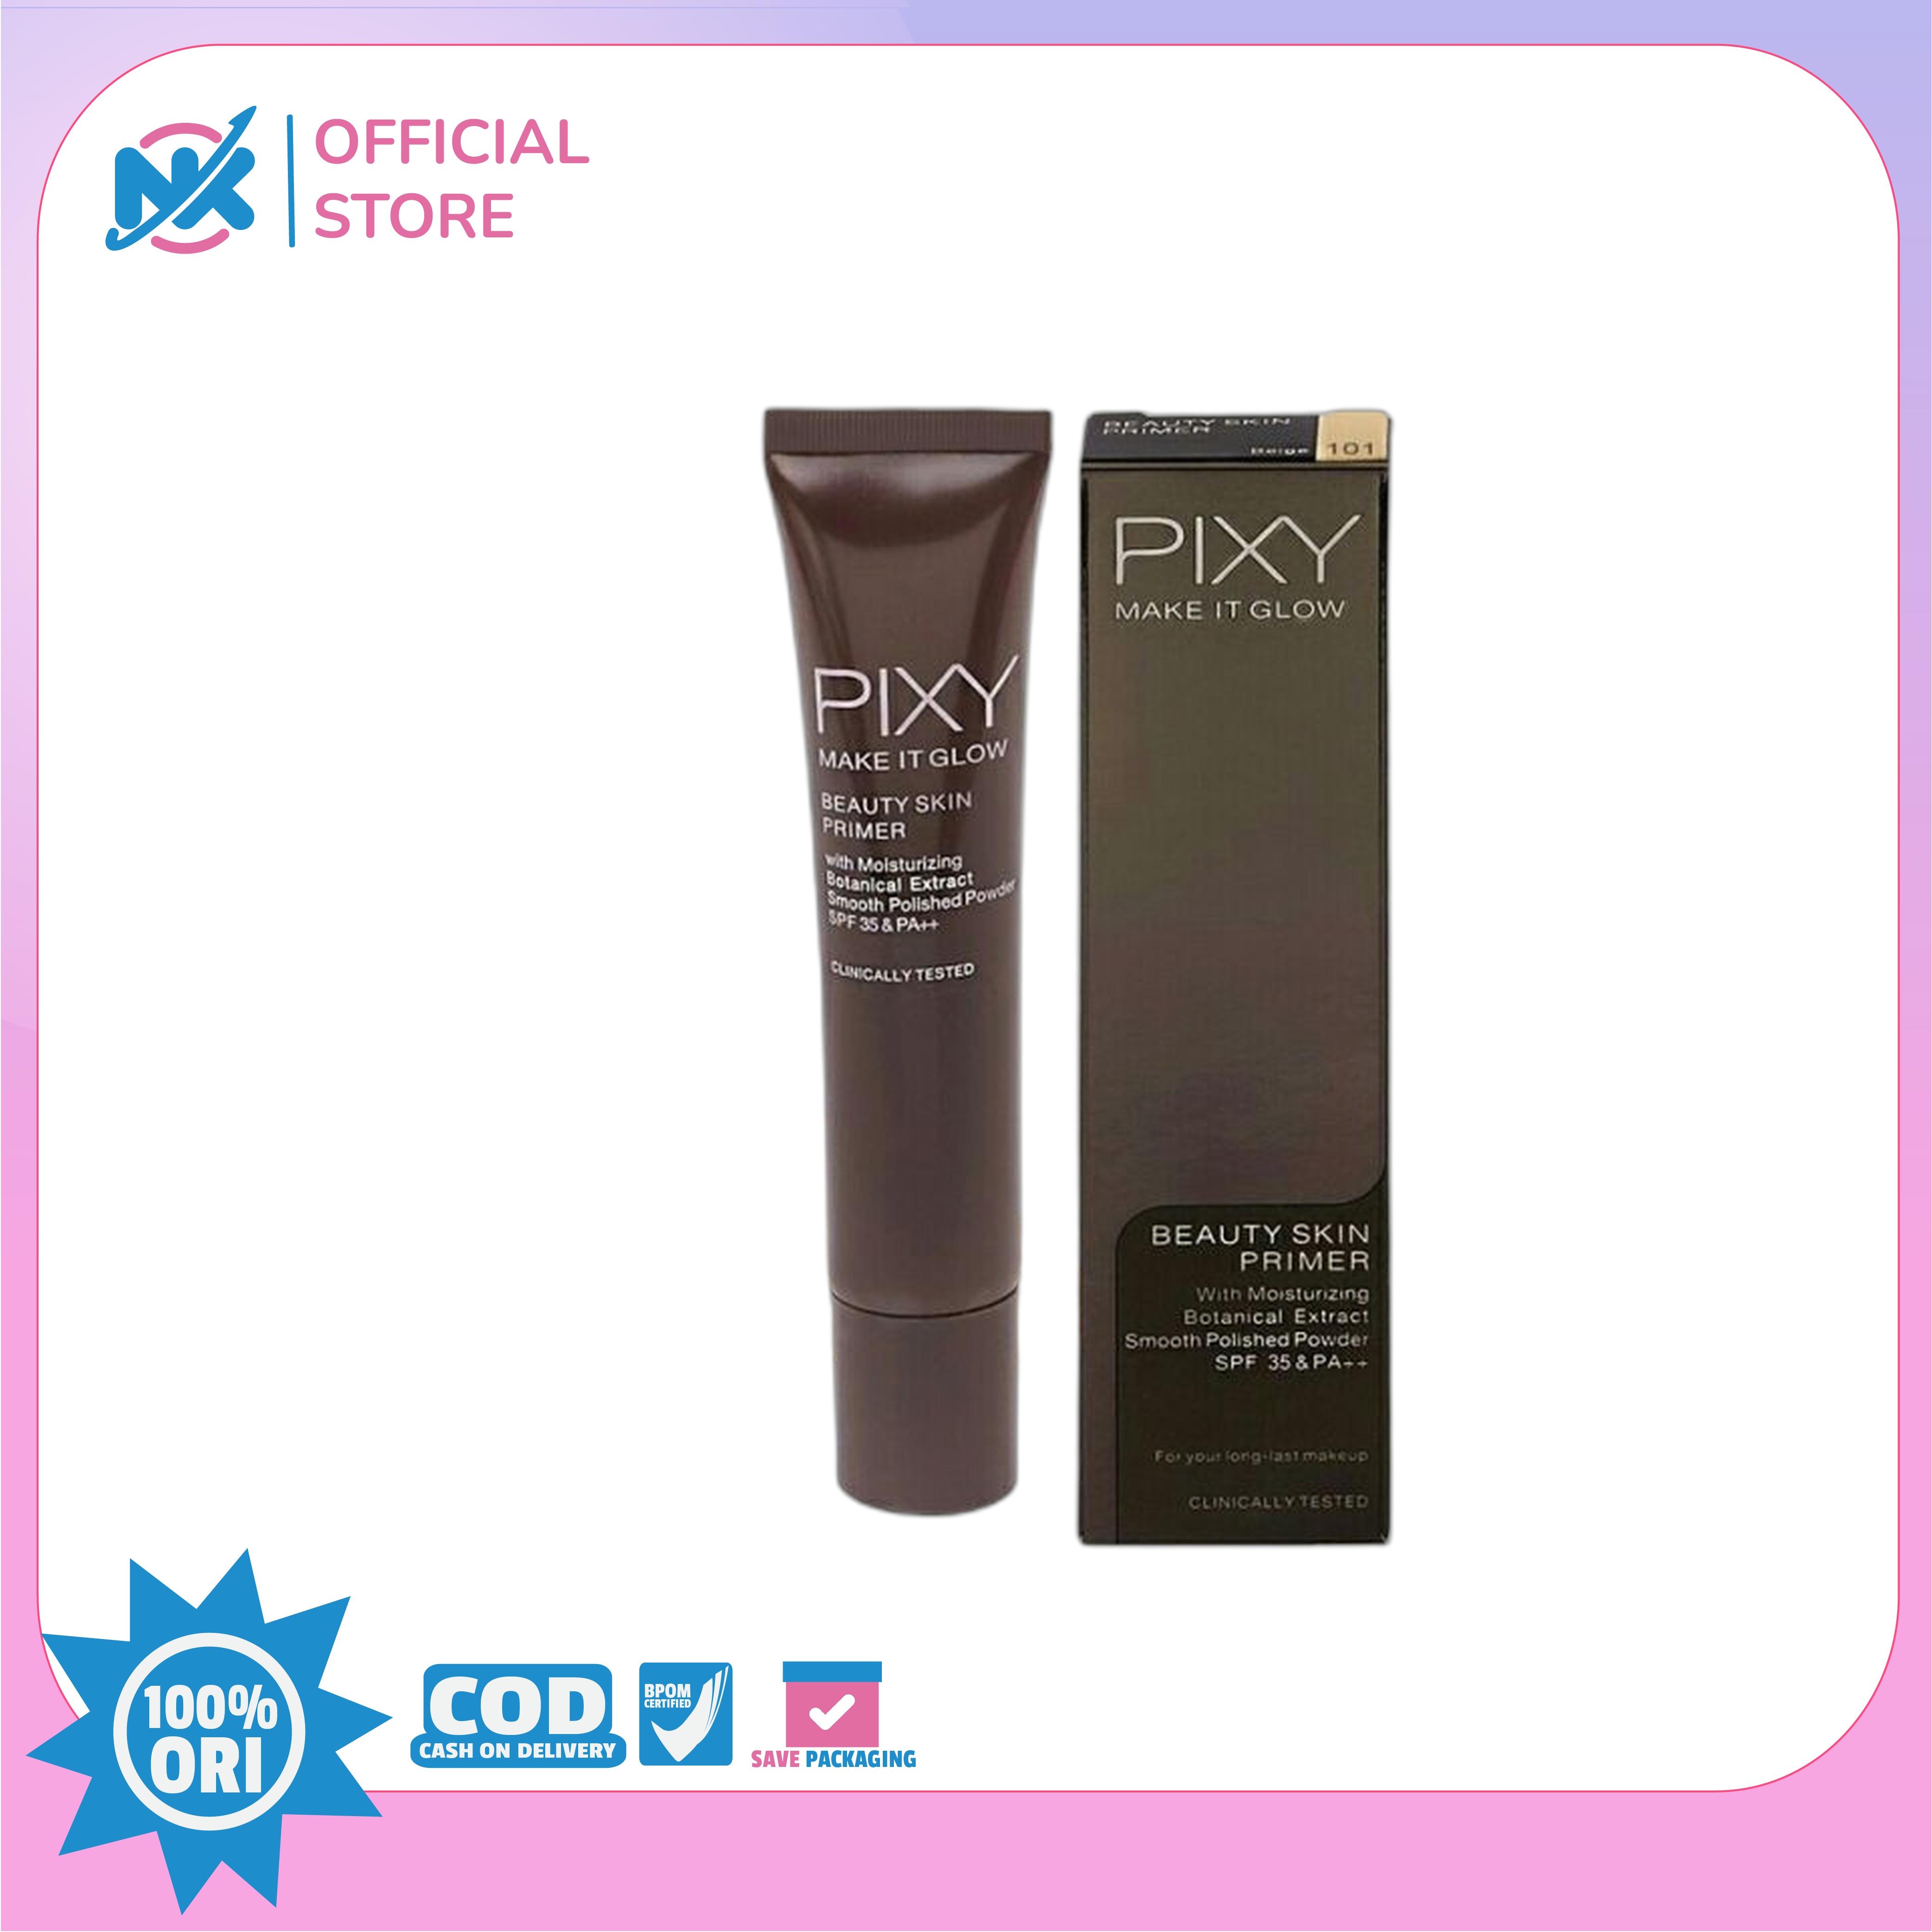 NK
OFFICIAL
STORE
PIXY
MAKE IT GLOW
BEAUTY SKIN
PRIMER
with Moisturizing
Botanical Extract
Smooth Polished Powder
SPF 35 & PA++
CLINICALLY TESTED
BEAUTY SKIN
PRIMER
Beige 101
PIXY
MAKE IT GLOW
BEAUTY SKIN
PRIMER
With Moisturizing
Botanical Extract
Smooth Polished Powder
SPF 35 & PA++
For your long-last makeup
CLINICALLY TESTED
100%
ORI
COD
CASH ON DELIVERY
BPOM
CERTIFIED
SAVE PACKAGING